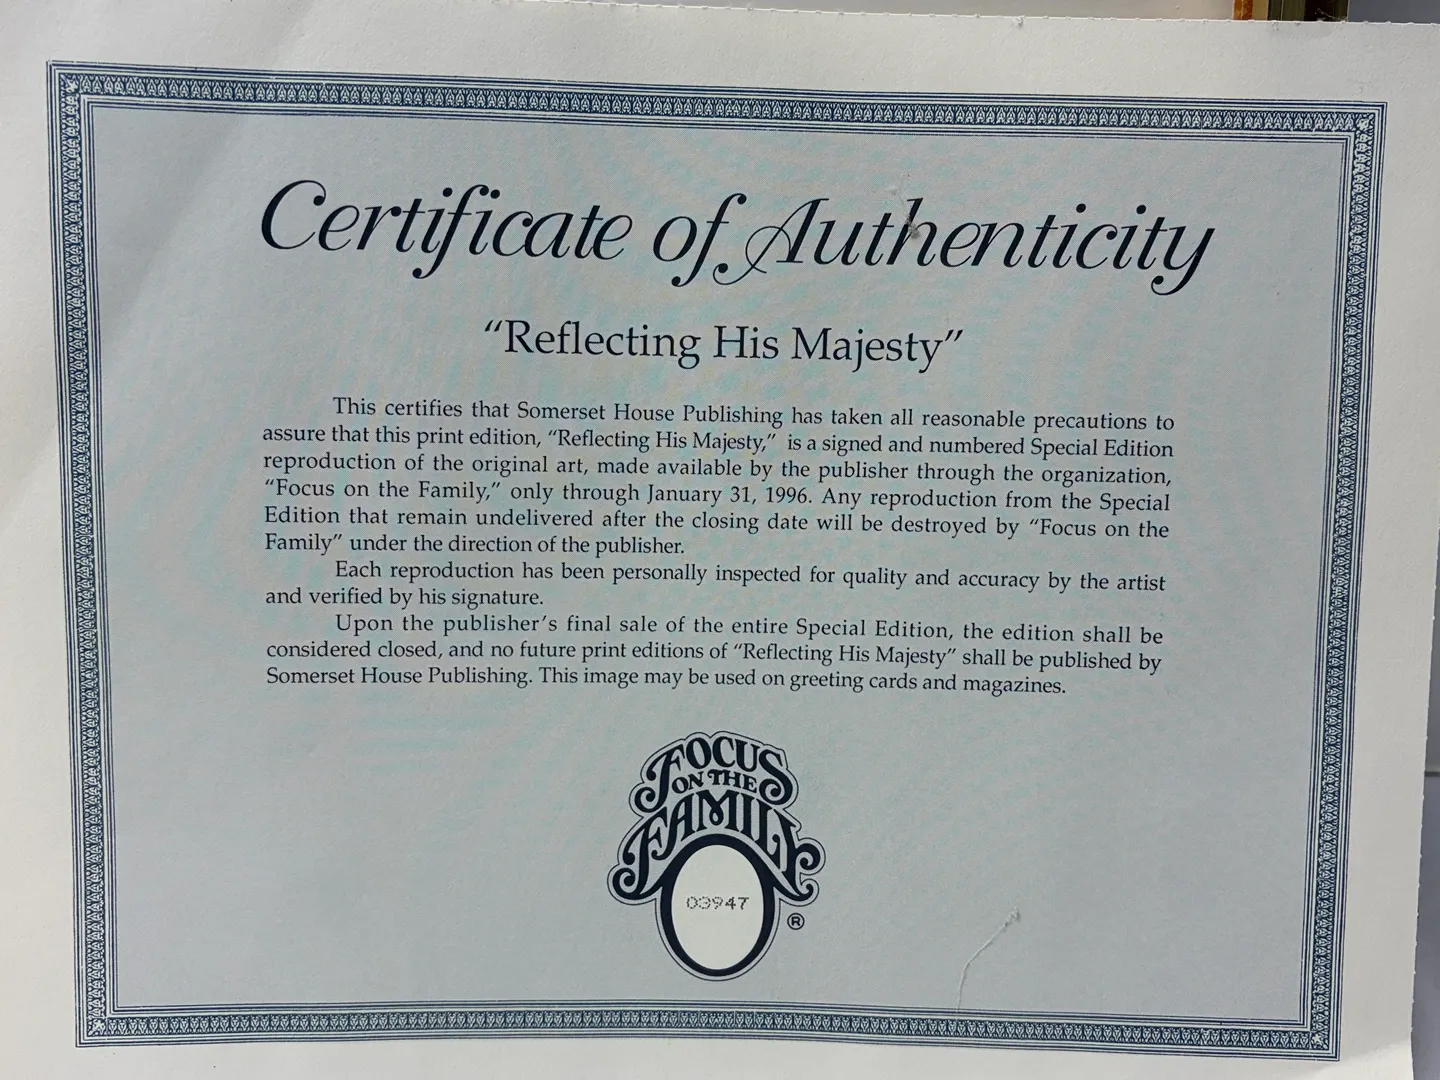 Certificate of Authenticity
“Reflecting His Majesty”
This certifies that Somerset House Publishing has taken all reasonable precautions to
assure that this print edition, “Reflecting His Majesty,” is a signed and numbered Special Edition
reproduction of the original art, made available by the publisher through the organization,
“Focus on the Family,” only through January 31, 1996. Any reproduction from the Special
Edition that remain undelivered after the closing date will be destroyed by “Focus on the
Family” under the direction of the publisher.
Each reproduction has been personally inspected for quality and accuracy by the artist
and verified by his signature.
Upon the publisher’s final sale of the entire Special Edition, the edition shall be
considered closed, and no future print editions of “Reflecting His Majesty” shall be published by
Somerset House Publishing. This image may be used on greeting cards and magazines.
FOCUS
ON THE
FAMILY
03947
®